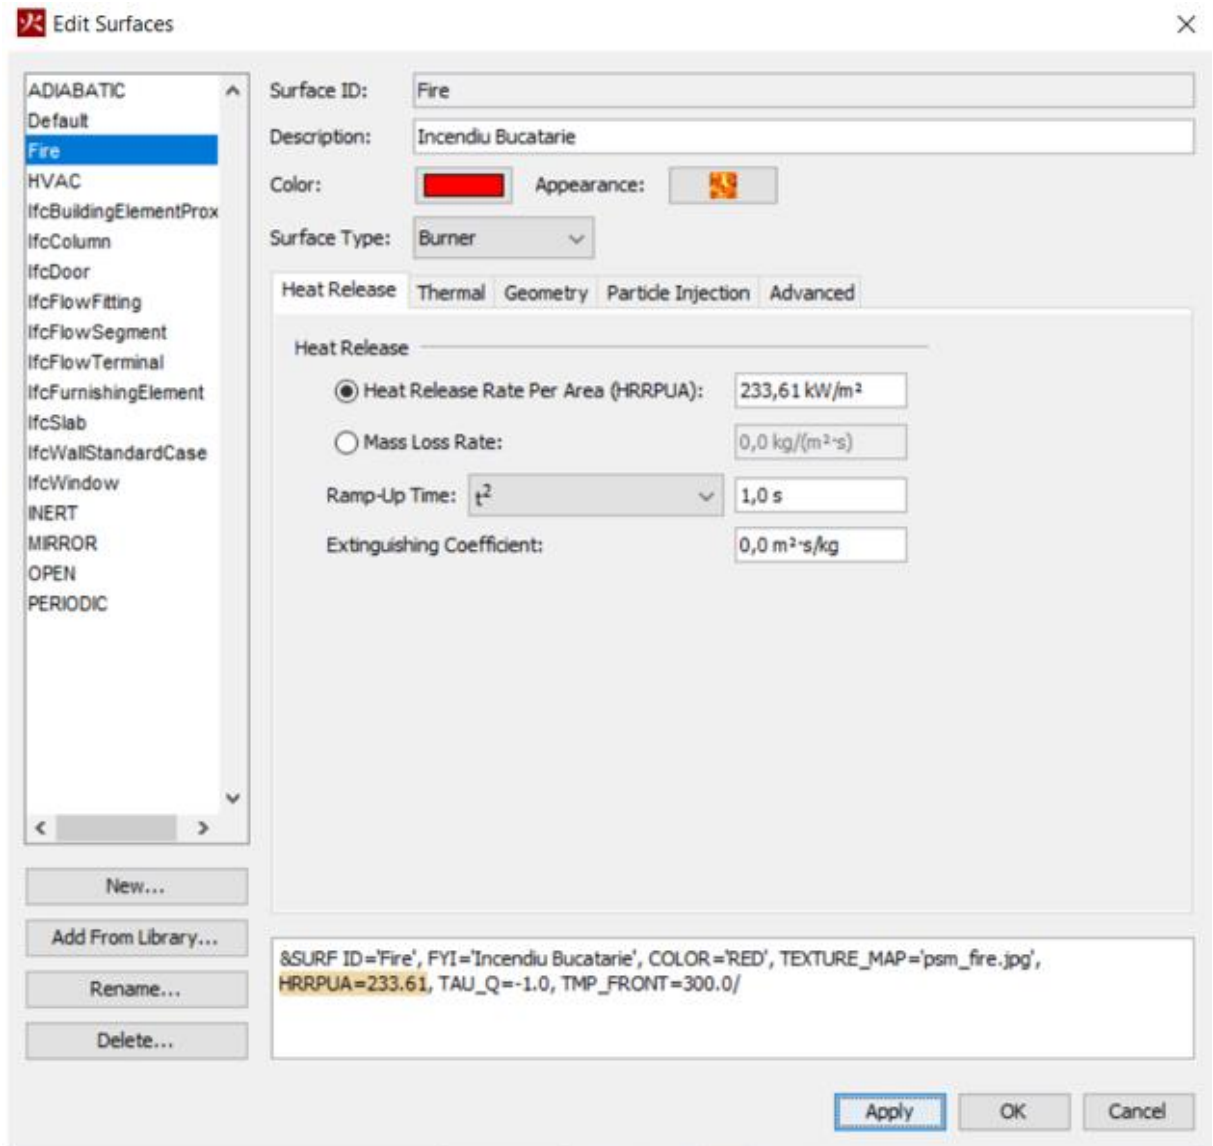 火 Edit Surfaces
ADIABATIC
Default
Fire
HVAC
IfcBuildingElementProx
IfcColumn
IfcDoor
IfcFlowFitting
IfcFlowSegment
IfcFlowTerminal
IfcFurnishingElement
IfcSlab
IfcWallStandardCase
IfcWindow
INERT
MIRROR
OPEN
PERIODIC
New...
Add From Library...
Rename...
Delete...
Surface ID: Fire
Description: Incendiu Bucatarie
Color: Appearance:
Surface Type: Burner
Heat Release Thermal Geometry Particle Injection Advanced
Heat Release
Heat Release Rate Per Area (HRRPUA): 233,61 kW/m²
Mass Loss Rate: 0,0 kg/(m²·s)
Ramp-Up Time: t² 1,0 s
Extinguishing Coefficient: 0,0 m²·s/kg
&SURF ID='Fire', FYI='Incendiu Bucatarie', COLOR='RED', TEXTURE_MAP='psm_fire.jpg',
HRRPUA=233.61, TAU_Q=-1.0, TMP_FRONT=300.0/
Apply OK Cancel